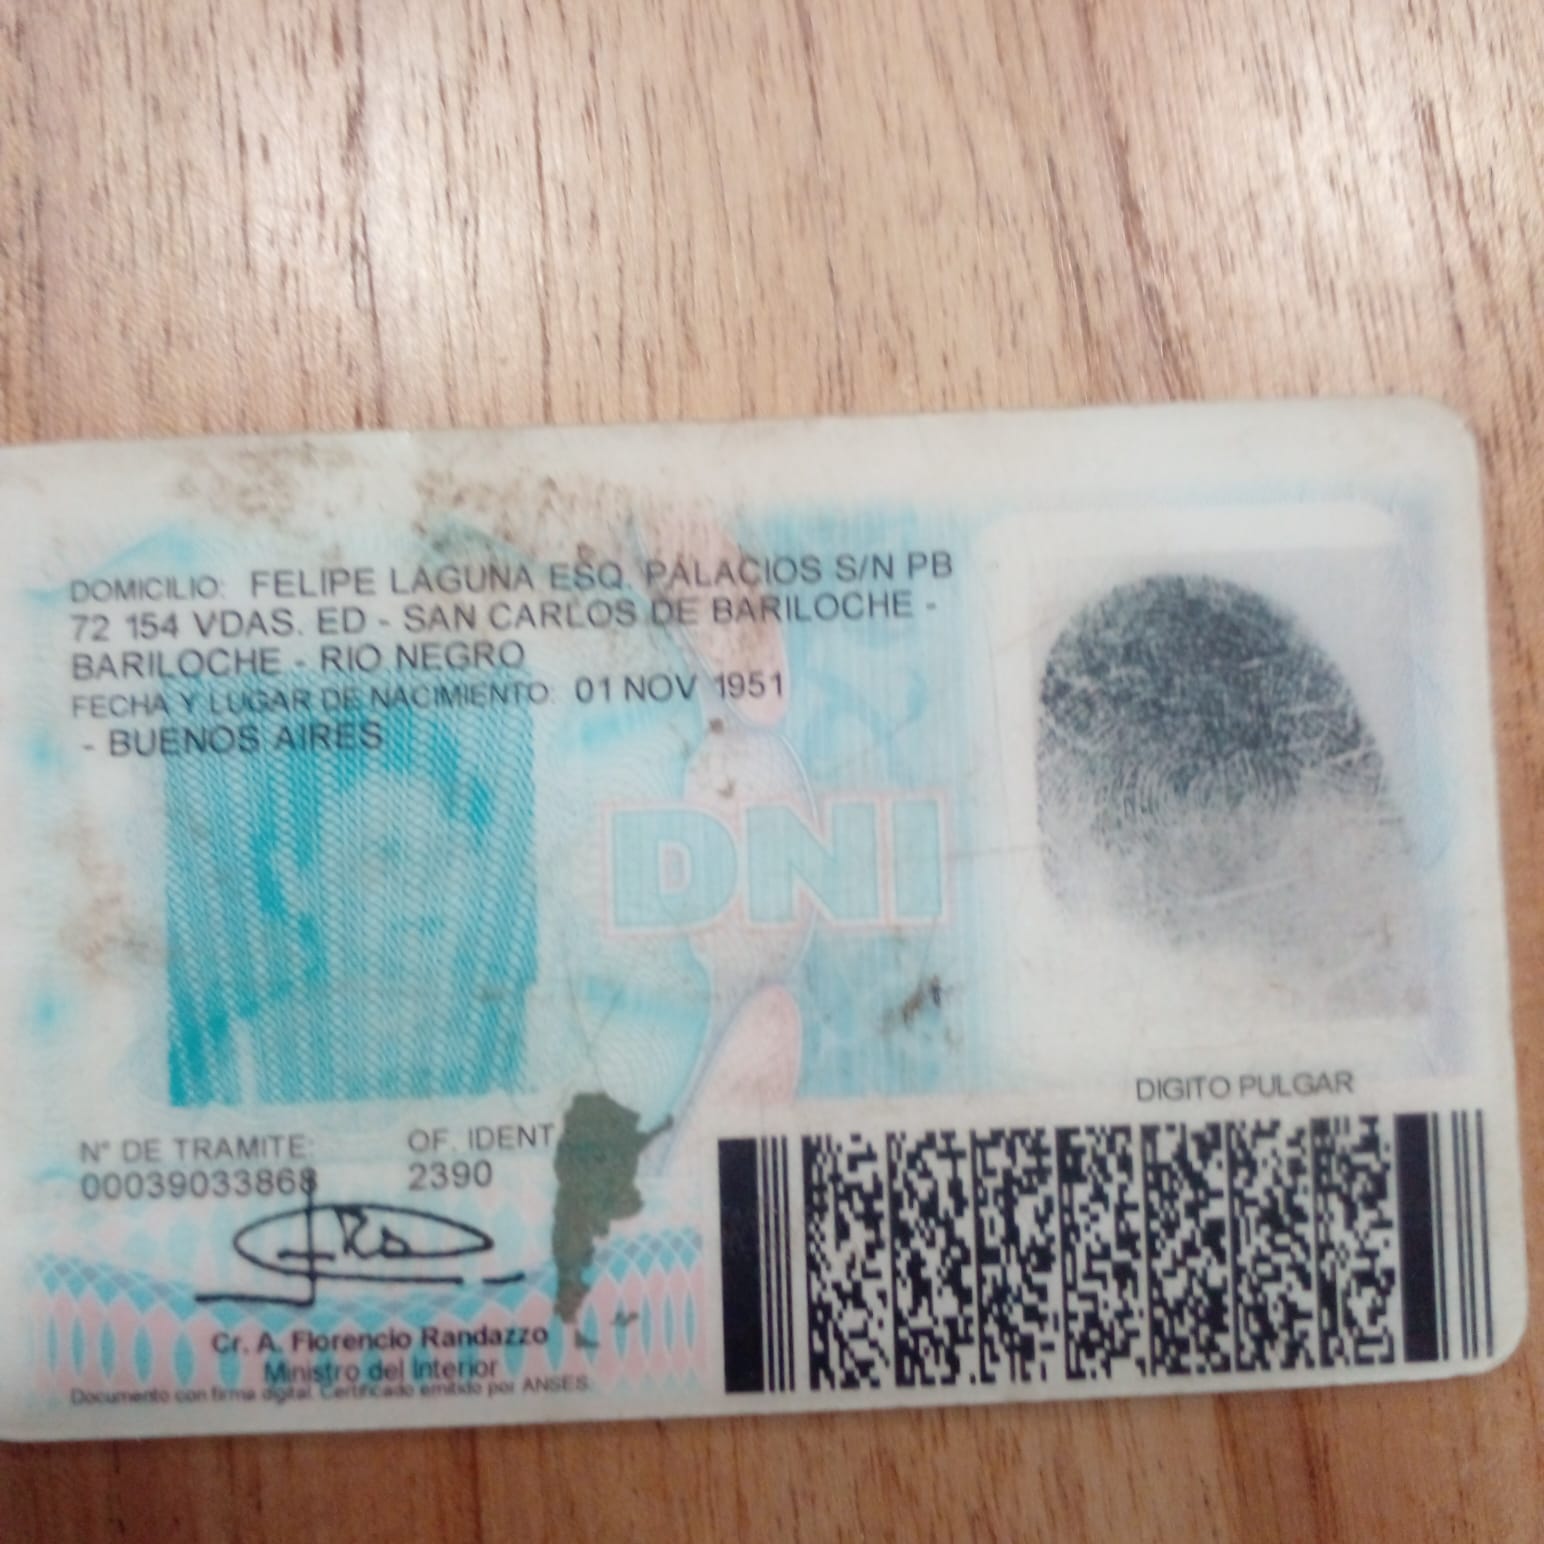 DOMICILIO: FELIPE LAGUNA ESQ. PALACIOS S/N PB
72 154 VDAS. ED - SAN CARLOS DE BARILOCHE -
BARILOCHE - RIO NEGRO
FECHA Y LUGAR DE NACIMIENTO: 01 NOV 1951
- BUENOS AIRES
DNI
DIGITO PULGAR
N° DE TRAMITE: OF. IDENT
00039033868 2390
Cr. A. Florencio Randazzo
Ministro del Interior
Documento con firma digital. Certificado emitido por ANSES.